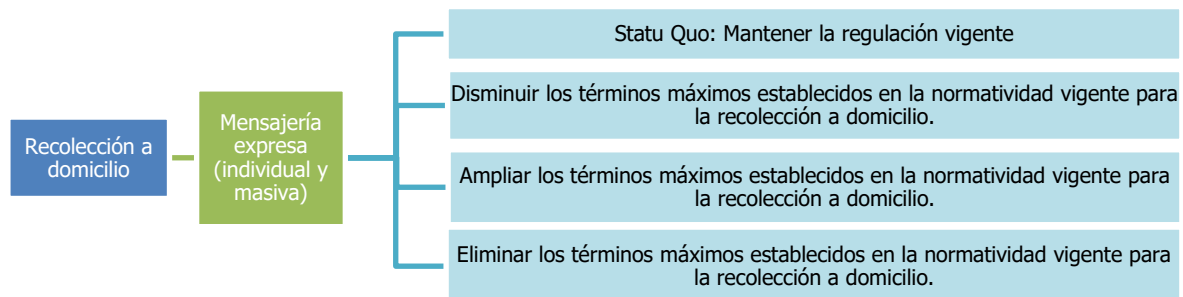 Recolección a
domicilio
Mensajería
expresa
(individual y
masiva)
Statu Quo: Mantener la regulación vigente
Disminuir los términos máximos establecidos en la normatividad vigente para
la recolección a domicilio.
Ampliar los términos máximos establecidos en la normatividad vigente para
la recolección a domicilio.
Eliminar los términos máximos establecidos en la normatividad vigente para
la recolección a domicilio.